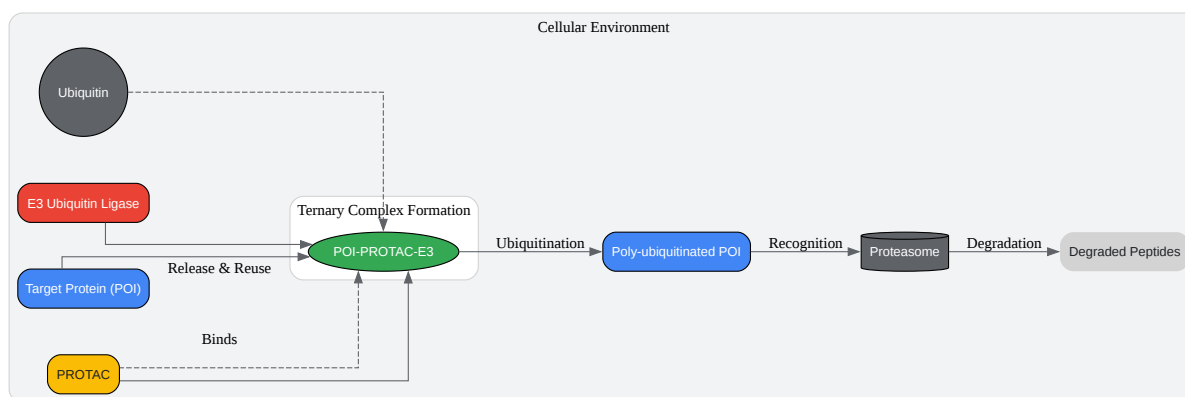 Cellular Environment
Ubiquitin
E3 Ubiquitin Ligase
Ternary Complex Formation
POI-PROTAC-E3
Ubiquitination
Poly-ubiquitinated POI
Recognition
Proteasome
Degradation
Degraded Peptides
Release & Reuse
Target Protein (POI)
Binds
PROTAC